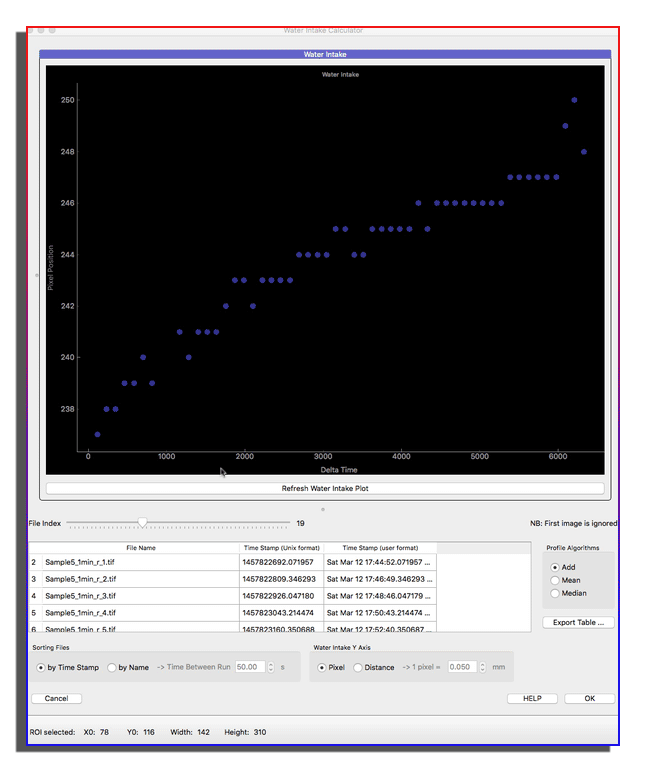 Water Intake Calculator
Water Intake
Water Intake
250
248
246
244
242
240
238
Pixel Position
0 1000 2000 3000 4000 5000 6000
Delta Time
Refresh Water Intake Plot
File Index 19 NB: First image is ignored
File Name Time Stamp (Unix format) Time Stamp (user format)
2 Sample5_1min_r_1.tif 1457822692.071957 Sat Mar 12 17:44:52.071957 ...
3 Sample5_1min_r_2.tif 1457822809.346293 Sat Mar 12 17:46:49.346293 ...
4 Sample5_1min_r_3.tif 1457822926.047180 Sat Mar 12 17:48:46.047179 ...
5 Sample5_1min_r_4.tif 1457823043.214474 Sat Mar 12 17:50:43.214474 ...
6 Sample5_1min_r_5.tif 1457823160.350688 Sat Mar 12 17:52:40.350687 ...
Profile Algorithms
Add
Mean
Median
Export Table ...
Sorting Files
by Time Stamp by Name -> Time Between Run 50.00 s
Water Intake Y Axis
Pixel Distance -> 1 pixel = 0.050 mm
Cancel HELP OK
ROI selected: X0: 78 Y0: 116 Width: 142 Height: 310